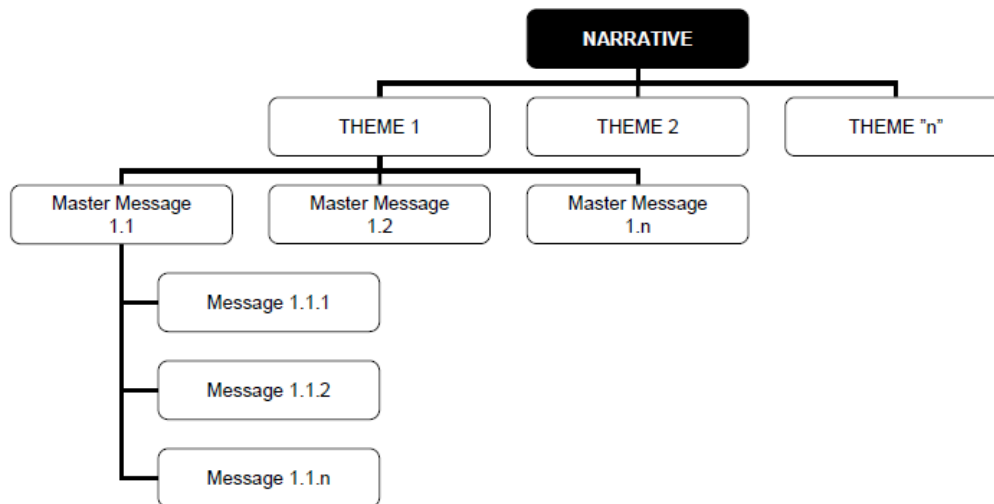 NARRATIVE
THEME 1
THEME 2
THEME ”n”
Master Message
1.1
Master Message
1.2
Master Message
1.n
Message 1.1.1
Message 1.1.2
Message 1.1.n